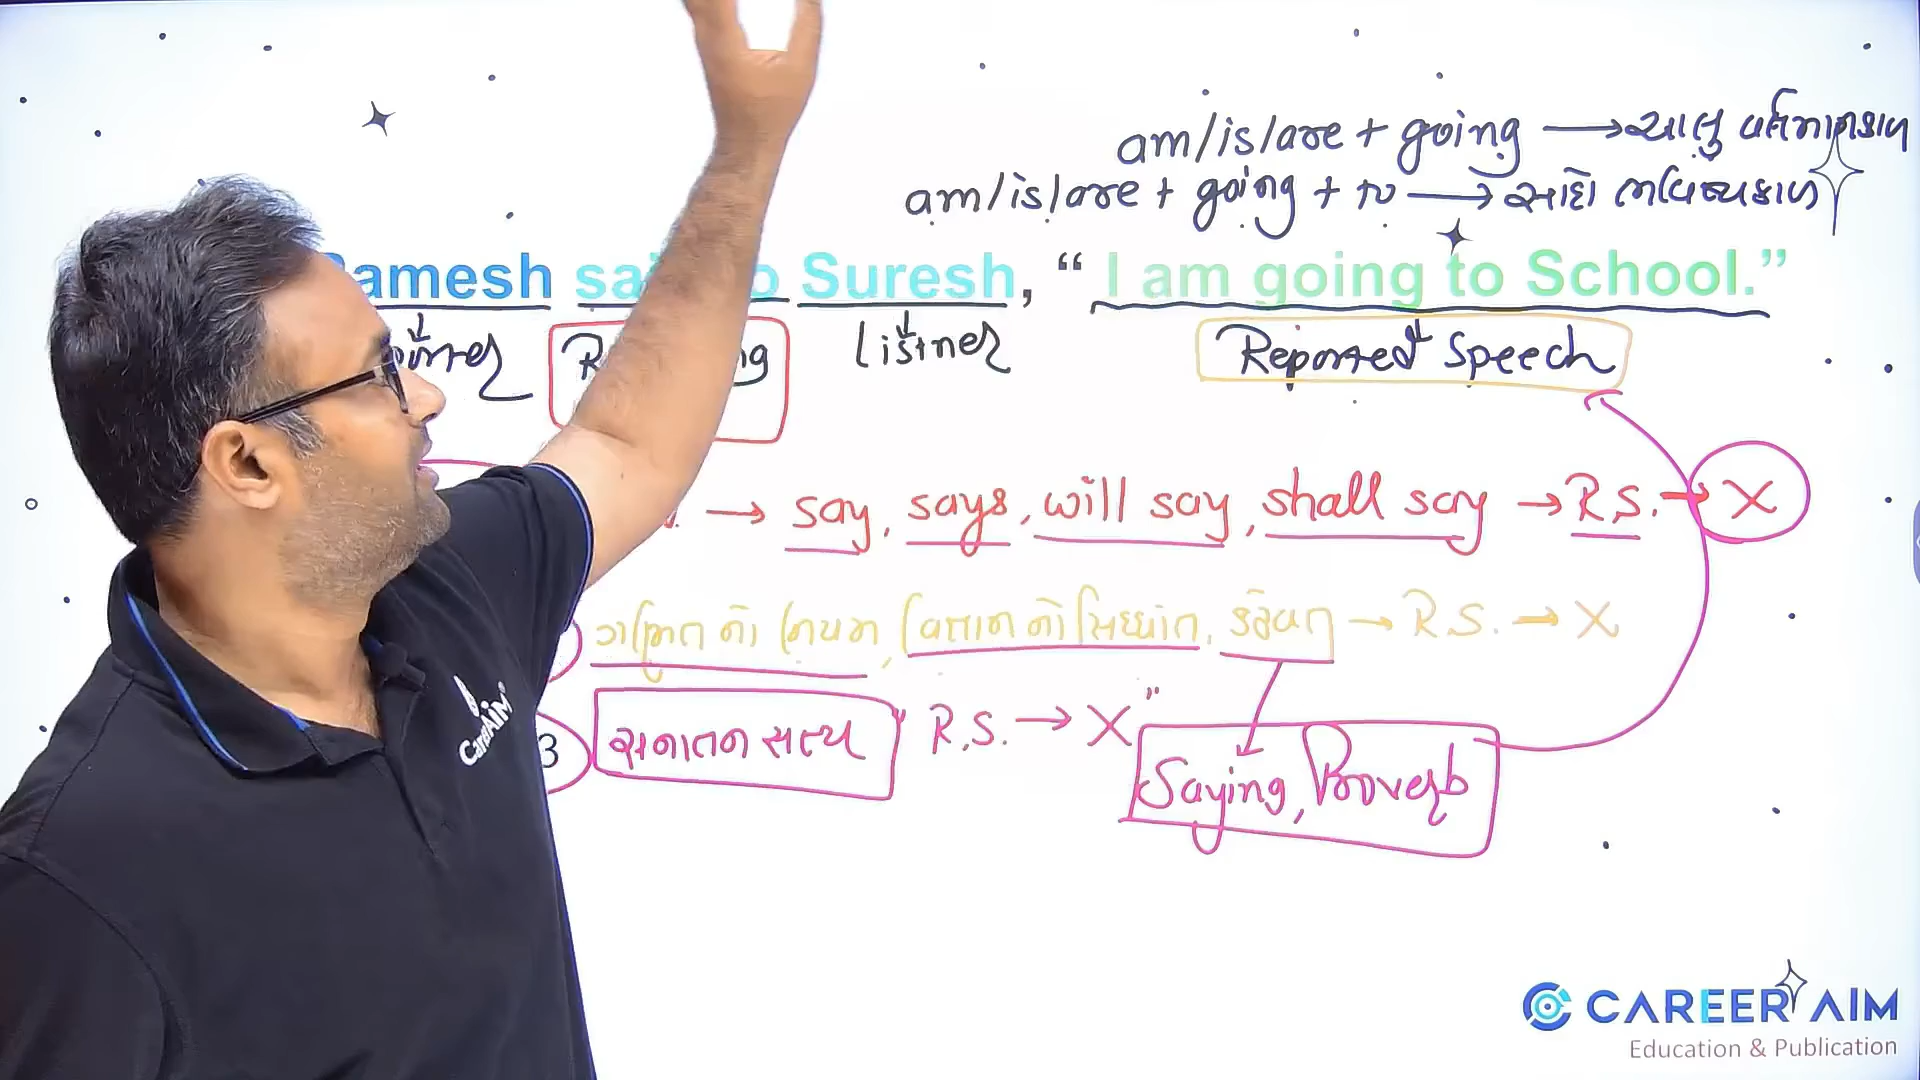 am/is/are + going → ચાલુ વર્તમાનકાળ
am/is/are + going + to → સાદો ભવિષ્યકાળ
amesh sai o Suresh, “ I am going to School.”
listner Reported Speech
→ say, says, will say, shall say → R.S. → X
ગણિત નો નિયમ, વિજ્ઞાન નો સિધ્ધાંત, કહેવત → R.S. → X
3 સનાતન સત્ય " R.S. → X "
Saying, Proverb
CareerAIM
CAREER AIM
Education & Publication